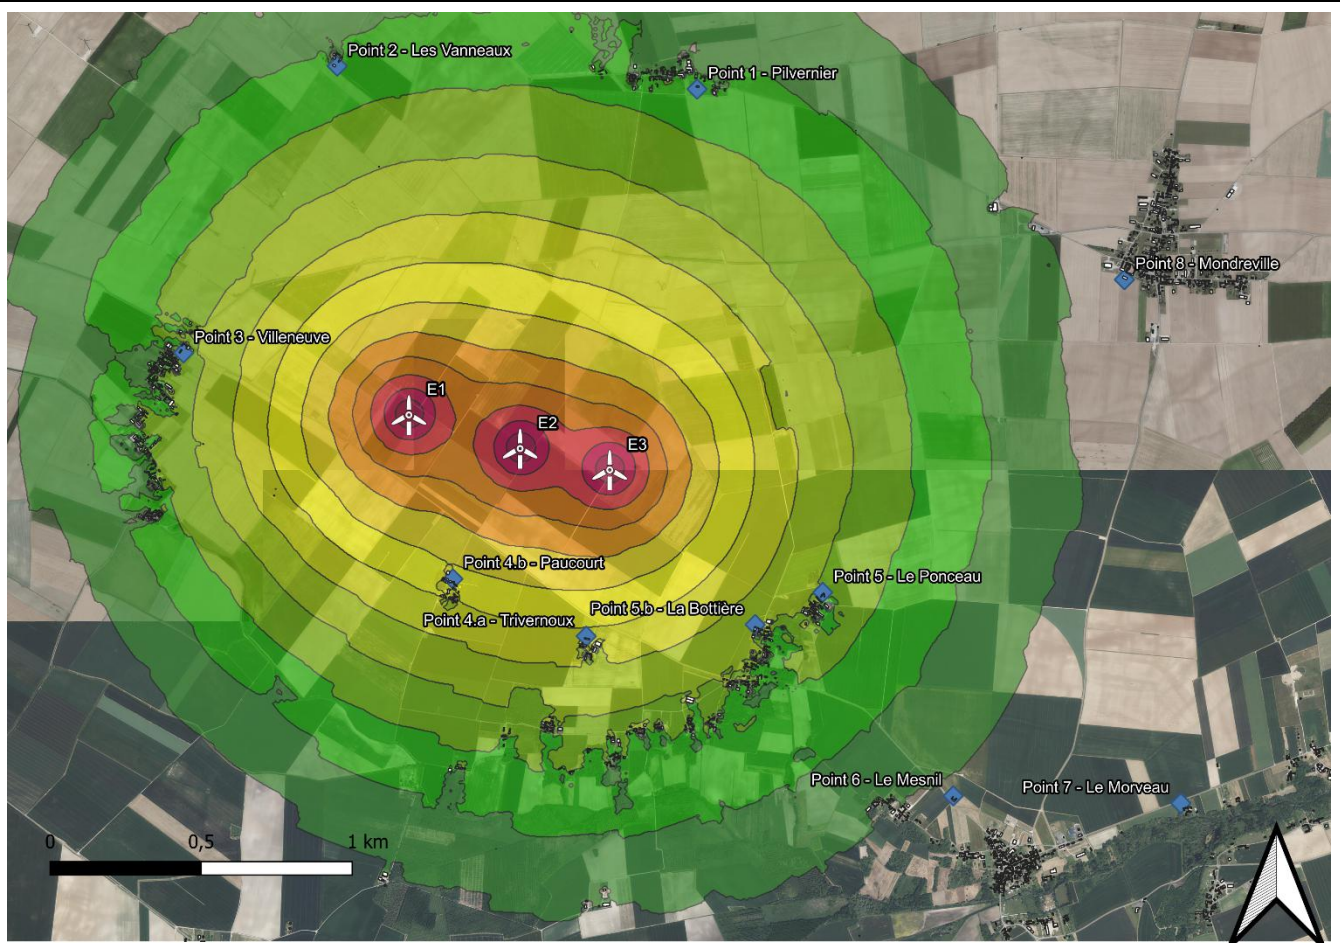 Point 2 - Les Vanneaux
Point 1 - Pilvernier
Point 8 - Mondreville
Point 3 - Villeneuve
E1
E2
E3
Point 4.b - Paucourt
Point 5 - Le Ponceau
Point 5.b - La Bottière
Point 4.a - Trivernoux
Point 6 - Le Mesnil
Point 7 - Le Morveau
0 0,5 1 km